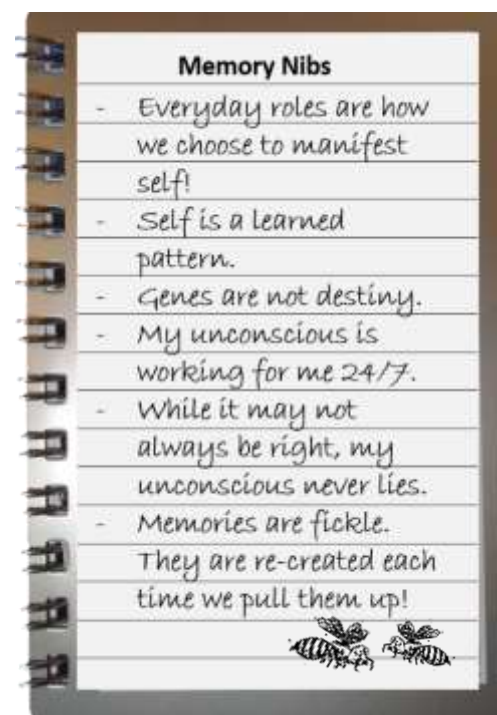 Memory Nibs
- Everyday roles are how
we choose to manifest
self!
- Self is a learned
pattern.
- Genes are not destiny.
- My unconscious is
working for me 24/7.
- While it may not
always be right, my
unconscious never lies.
- Memories are fickle.
They are re-created each
time we pull them up!